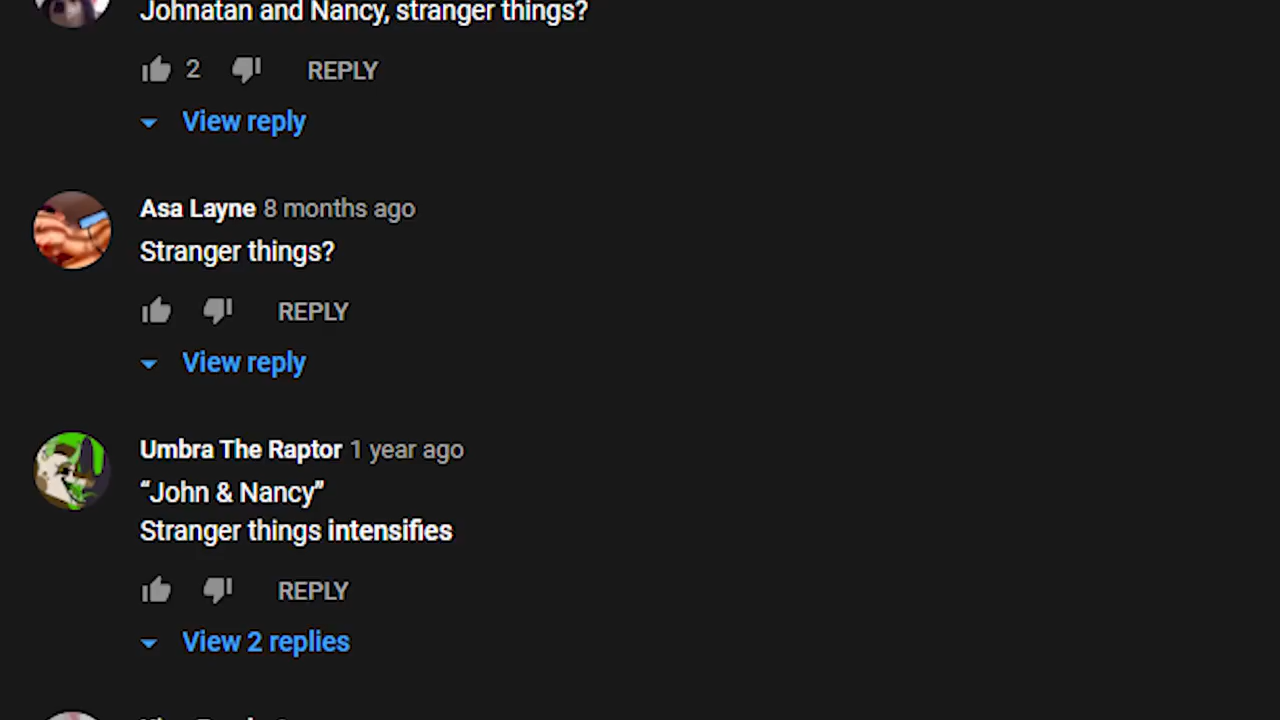 Johnatan and Nancy, stranger things?
2 REPLY
View reply
Asa Layne 8 months ago
Stranger things?
REPLY
View reply
Umbra The Raptor 1 year ago
“John & Nancy”
Stranger things intensifies
REPLY
View 2 replies